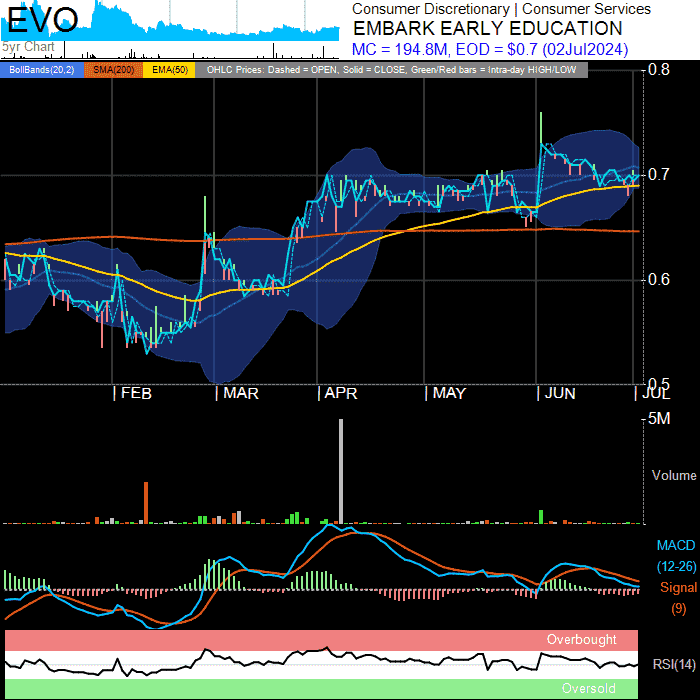 EVO
5yr Chart
Consumer Discretionary | Consumer Services
EMBARK EARLY EDUCATION
MC = 194.8M, EOD = $0.7 (02Jul2024)
BollBands(20,2) SMA(200) EMA(50) OHLC Prices: Dashed = OPEN, Solid = CLOSE, Green/Red bars = Intra-day HIGH/LOW
0.8
0.7
0.6
0.5
FEB MAR APR MAY JUN JUL
5M
Volume
MACD
(12-26)
Signal
(9)
Overbought
RSI(14)
Oversold